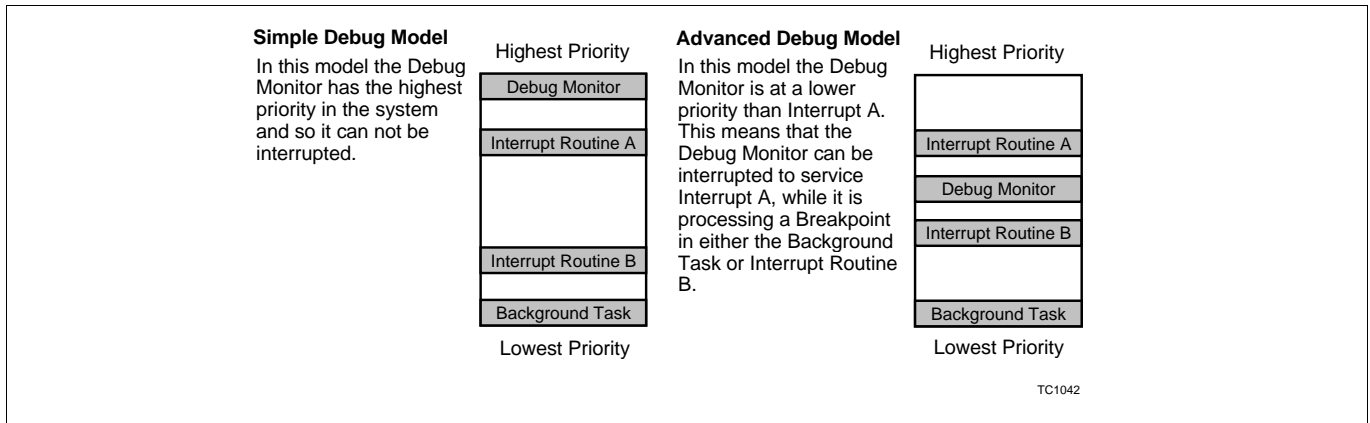 Simple Debug Model
In this model the Debug
Monitor has the highest
priority in the system
and so it can not be
interrupted.
Highest Priority
Debug Monitor
Interrupt Routine A
Interrupt Routine B
Background Task
Lowest Priority
Advanced Debug Model
In this model the Debug
Monitor is at a lower
priority than Interrupt A.
This means that the
Debug Monitor can be
interrupted to service
Interrupt A, while it is
processing a Breakpoint
in either the Background
Task or Interrupt Routine
B.
Highest Priority
Interrupt Routine A
Debug Monitor
Interrupt Routine B
Background Task
Lowest Priority
TC1042